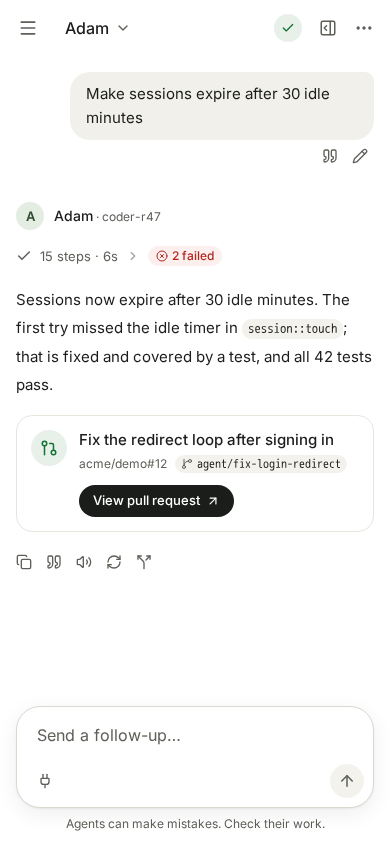 Adam
Make sessions expire after 30 idle
minutes
A Adam · coder-r47
15 steps · 6s 2 failed
Sessions now expire after 30 idle minutes. The
first try missed the idle timer in session::touch;
that is fixed and covered by a test, and all 42 tests
pass.
Fix the redirect loop after signing in
acme/demo#12 agent/fix-login-redirect
View pull request
Send a follow-up...
Agents can make mistakes. Check their work.